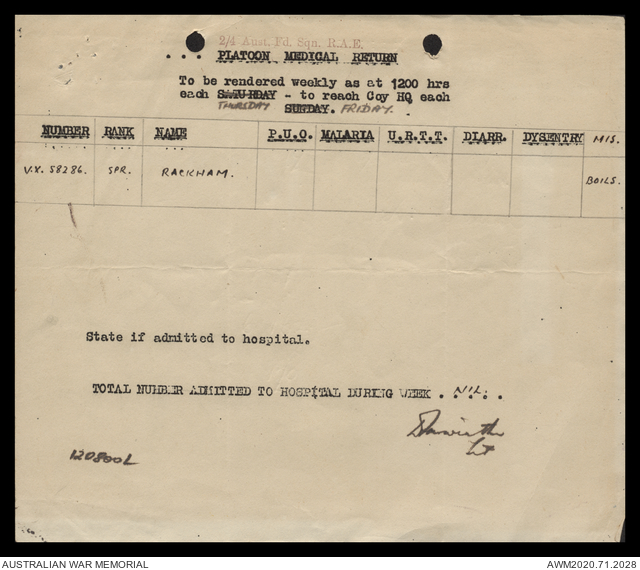 2/4 Aust. Fd. Sqn. R.A.E.
PLATOON MEDICAL RETURN
To be rendered weekly as at 1200 hrs
each SATURDAY - to reach Coy HQ each
THURSDAY SUNDAY. FRIDAY.
NUMBER RANK NAME P.U.O. MALARIA U.R.T.T. DIARR. DYSENTRY MIS.
V.X. 58286. SPR. RACKHAM. BOILS.
State if admitted to hospital.
TOTAL NUMBER ADMITTED TO HOSPITAL DURING WEEK . NIL. . .
Lt
120800L
AUSTRALIAN WAR MEMORIAL AWM2020.71.2028